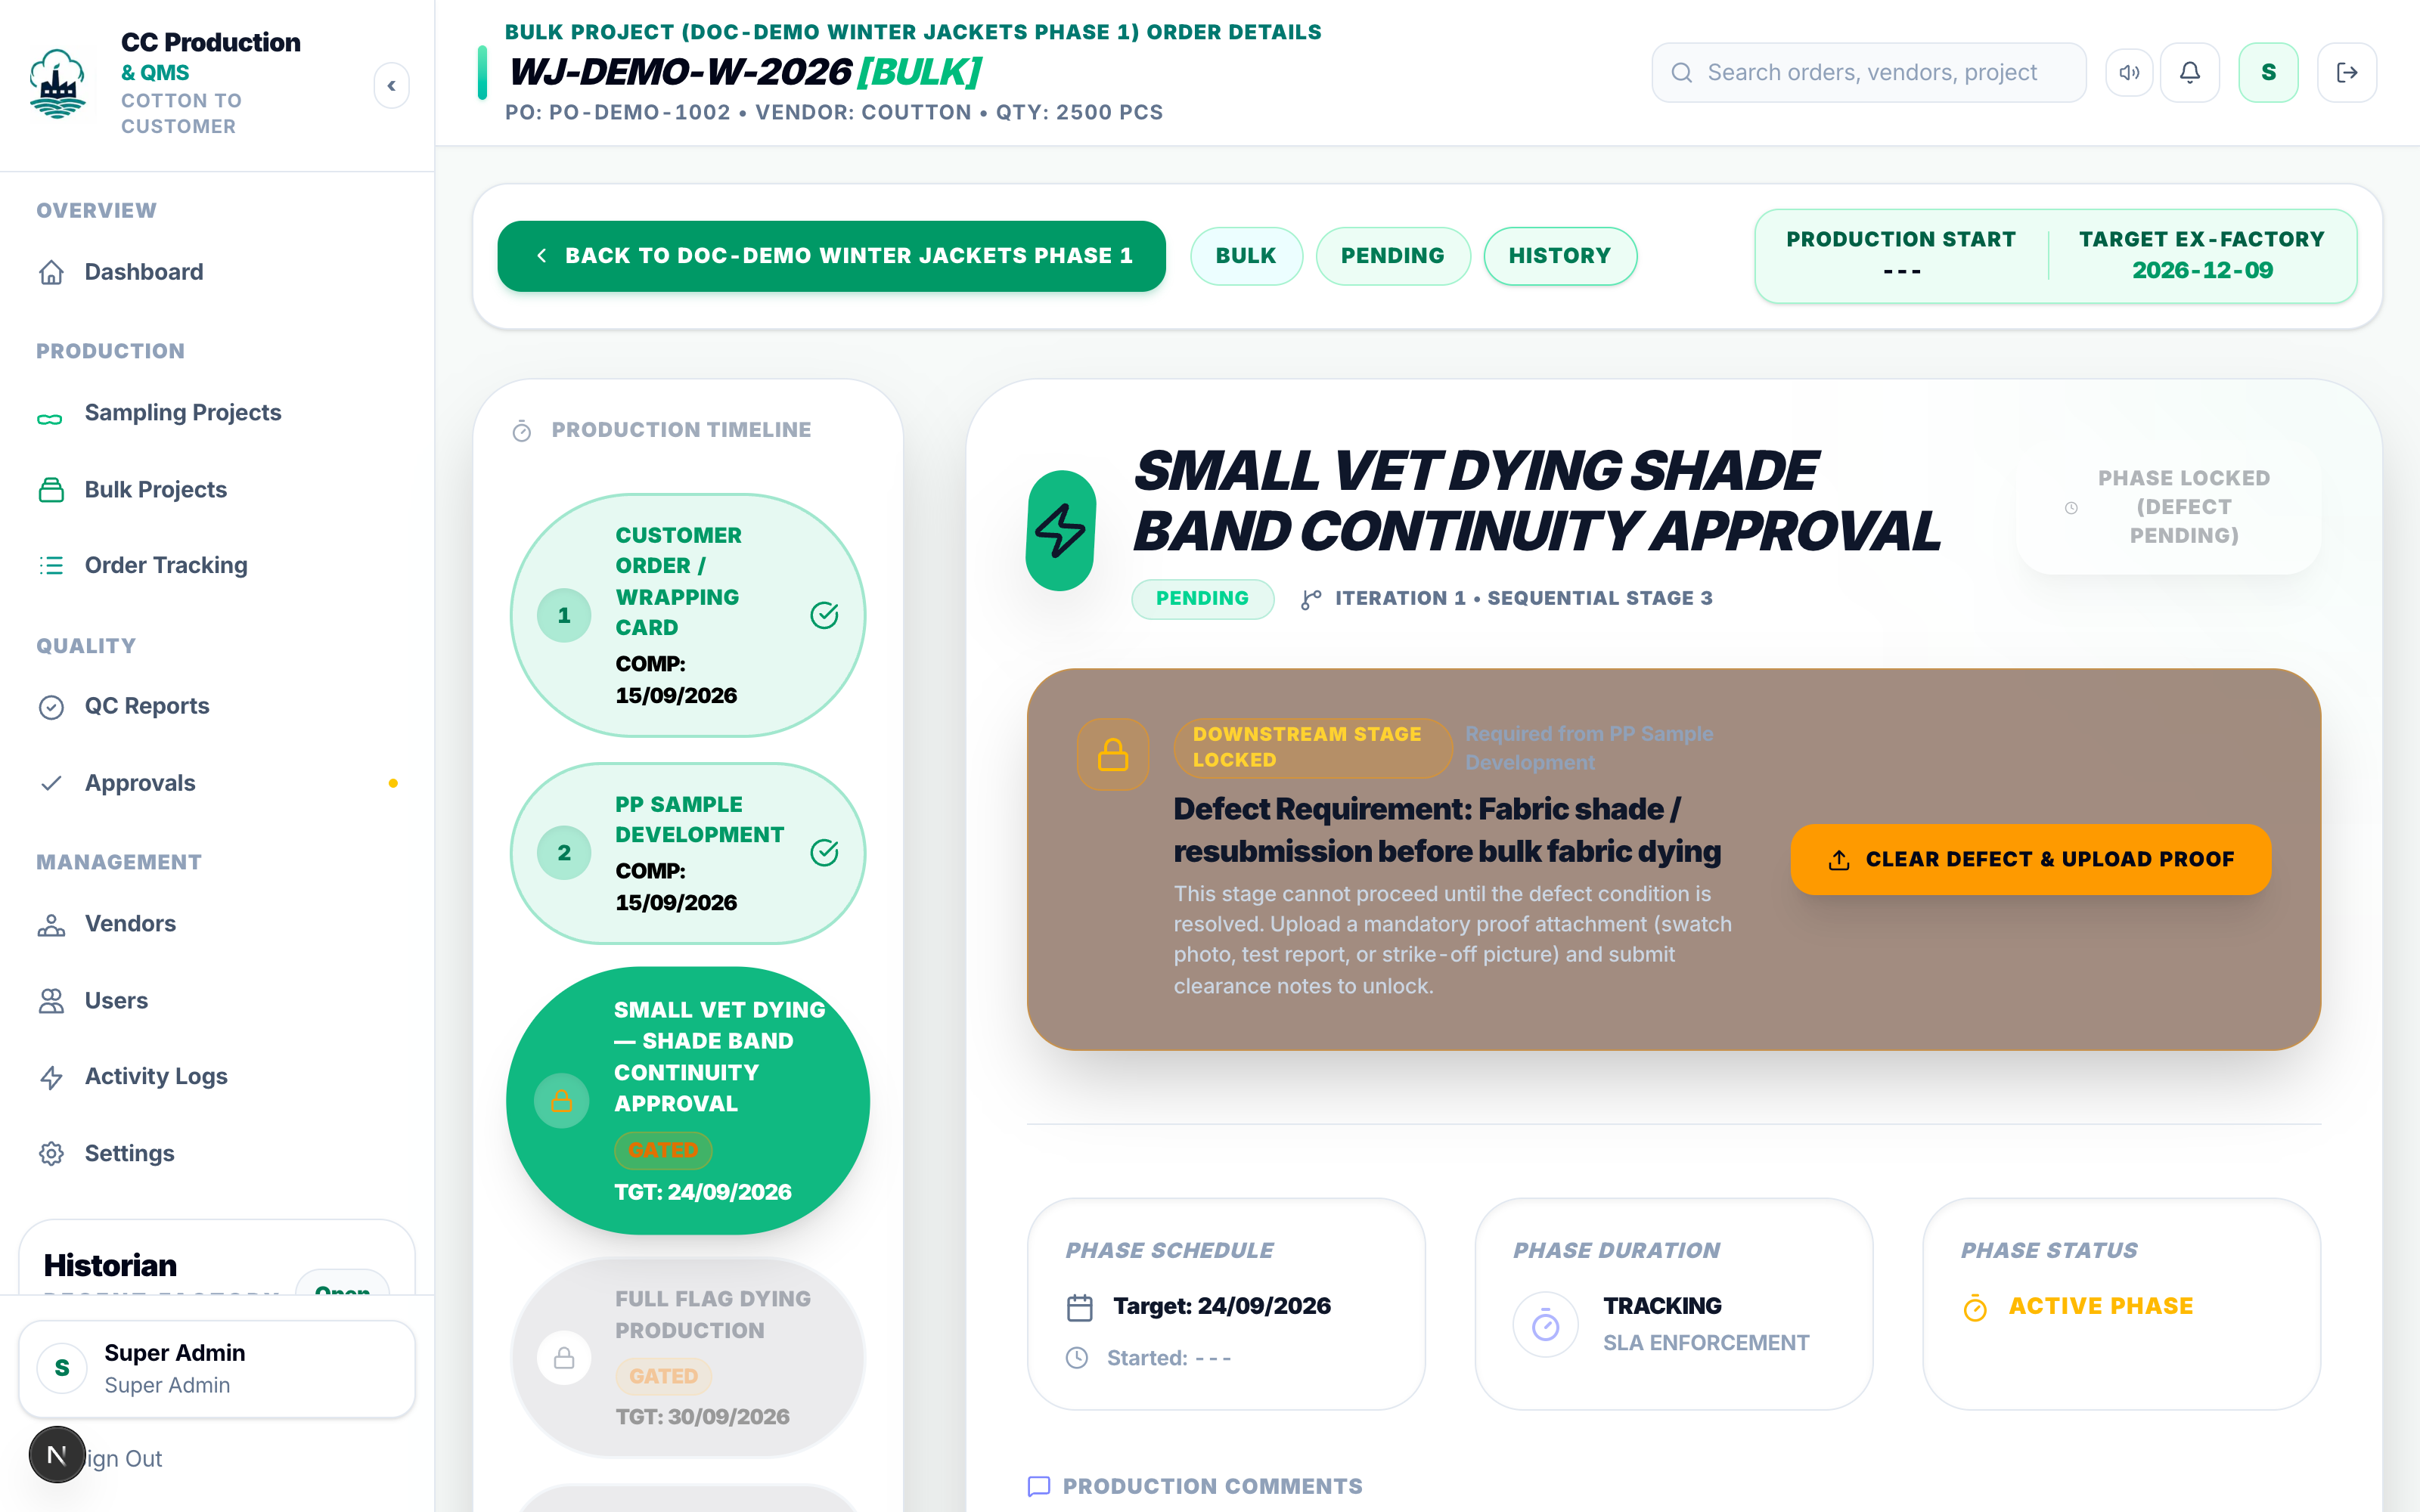 CC Production
& QMS
COTTON TO
CUSTOMER
OVERVIEW
Dashboard
PRODUCTION
Sampling Projects
Bulk Projects
Order Tracking
QUALITY
QC Reports
Approvals
MANAGEMENT
Vendors
Users
Activity Logs
Settings
Historian
Open
S
Super Admin
Super Admin
N
ign Out
BULK PROJECT (DOC-DEMO WINTER JACKETS PHASE 1) ORDER DETAILS
WJ-DEMO-W-2026 [BULK]
PO: PO-DEMO-1002 • VENDOR: COUTTON • QTY: 2500 PCS
Search orders, vendors, project
S
BACK TO DOC-DEMO WINTER JACKETS PHASE 1
BULK
PENDING
HISTORY
PRODUCTION START
---
TARGET EX-FACTORY
2026-12-09
PRODUCTION TIMELINE
1
CUSTOMER
ORDER /
WRAPPING
CARD
COMP:
15/09/2026
2
PP SAMPLE
DEVELOPMENT
COMP:
15/09/2026
SMALL VET DYING
— SHADE BAND
CONTINUITY
APPROVAL
GATED
TGT: 24/09/2026
FULL FLAG DYING
PRODUCTION
GATED
TGT: 30/09/2026
SMALL VET DYING SHADE
BAND CONTINUITY APPROVAL
PENDING
ITERATION 1 • SEQUENTIAL STAGE 3
PHASE LOCKED
(DEFECT
PENDING)
DOWNSTREAM STAGE
LOCKED
Required from PP Sample
Development
Defect Requirement: Fabric shade /
resubmission before bulk fabric dying
This stage cannot proceed until the defect condition is
resolved. Upload a mandatory proof attachment (swatch
photo, test report, or strike-off picture) and submit
clearance notes to unlock.
CLEAR DEFECT & UPLOAD PROOF
PHASE SCHEDULE
Target: 24/09/2026
Started: ---
PHASE DURATION
TRACKING
SLA ENFORCEMENT
PHASE STATUS
ACTIVE PHASE
PRODUCTION COMMENTS